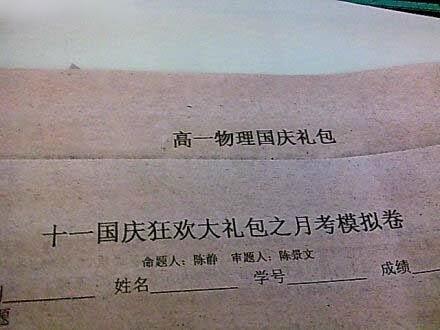 高一物理国庆礼包
十一国庆狂欢大礼包之月考模拟卷
命题人：陈静 审题人：陈景文
姓名 学号 成绩
题